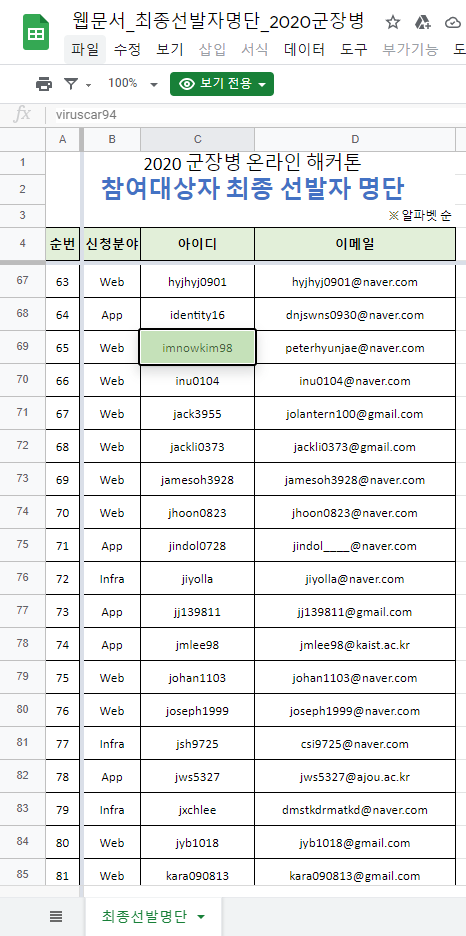 웹문서_최종선발자명단_2020군장병
파일 수정 보기 삽입 서식 데이터 도구 부가기능 도
100% 보기 전용
fx viruscar94
A B C D
1 2020 군장병 온라인 해커톤
2 참여대상자 최종 선발자 명단
3 ※ 알파벳 순
4 순번 신청분야 아이디 이메일
67 63 Web hyjhyj0901 hyjhyj0901@naver.com
68 64 App identity16 dnjswns0930@naver.com
69 65 Web imnowkim98 peterhyunjae@naver.com
70 66 Web inu0104 inu0104@naver.com
71 67 Web jack3955 jolantern100@gmail.com
72 68 Web jackli0373 jackli0373@gmail.com
73 69 Web jamesoh3928 jamesoh3928@naver.com
74 70 Web jhoon0823 jhoon0823@naver.com
75 71 App jindol0728 jindol____@naver.com
76 72 Infra jiyolla jiyolla@naver.com
77 73 App jj139811 jj139811@gmail.com
78 74 App jmlee98 jmlee98@kaist.ac.kr
79 75 Web johan1103 johan1103@naver.com
80 76 Web joseph1999 joseph1999@naver.com
81 77 Infra jsh9725 csi9725@naver.com
82 78 App jws5327 jws5327@ajou.ac.kr
83 79 Infra jxchlee dmstkdrmatkd@naver.com
84 80 Web jyb1018 jyb1018@gmail.com
85 81 Web kara090813 kara090813@gmail.com
최종선발명단